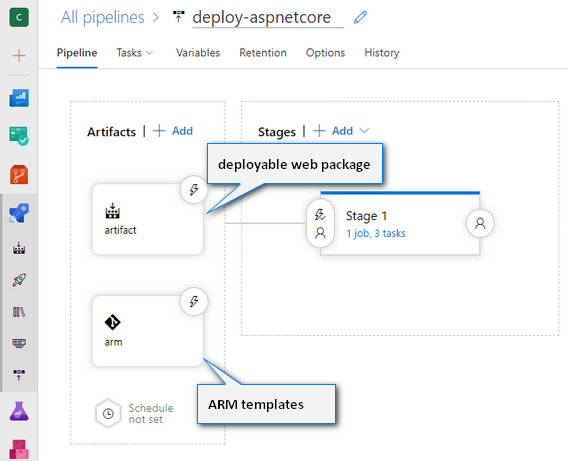 C
All pipelines > deploy-aspnetcore
Pipeline Tasks Variables Retention Options History
Artifacts | + Add
Stages | + Add
deployable web package
artifact
Stage 1
1 job, 3 tasks
arm
ARM templates
Schedule
not set